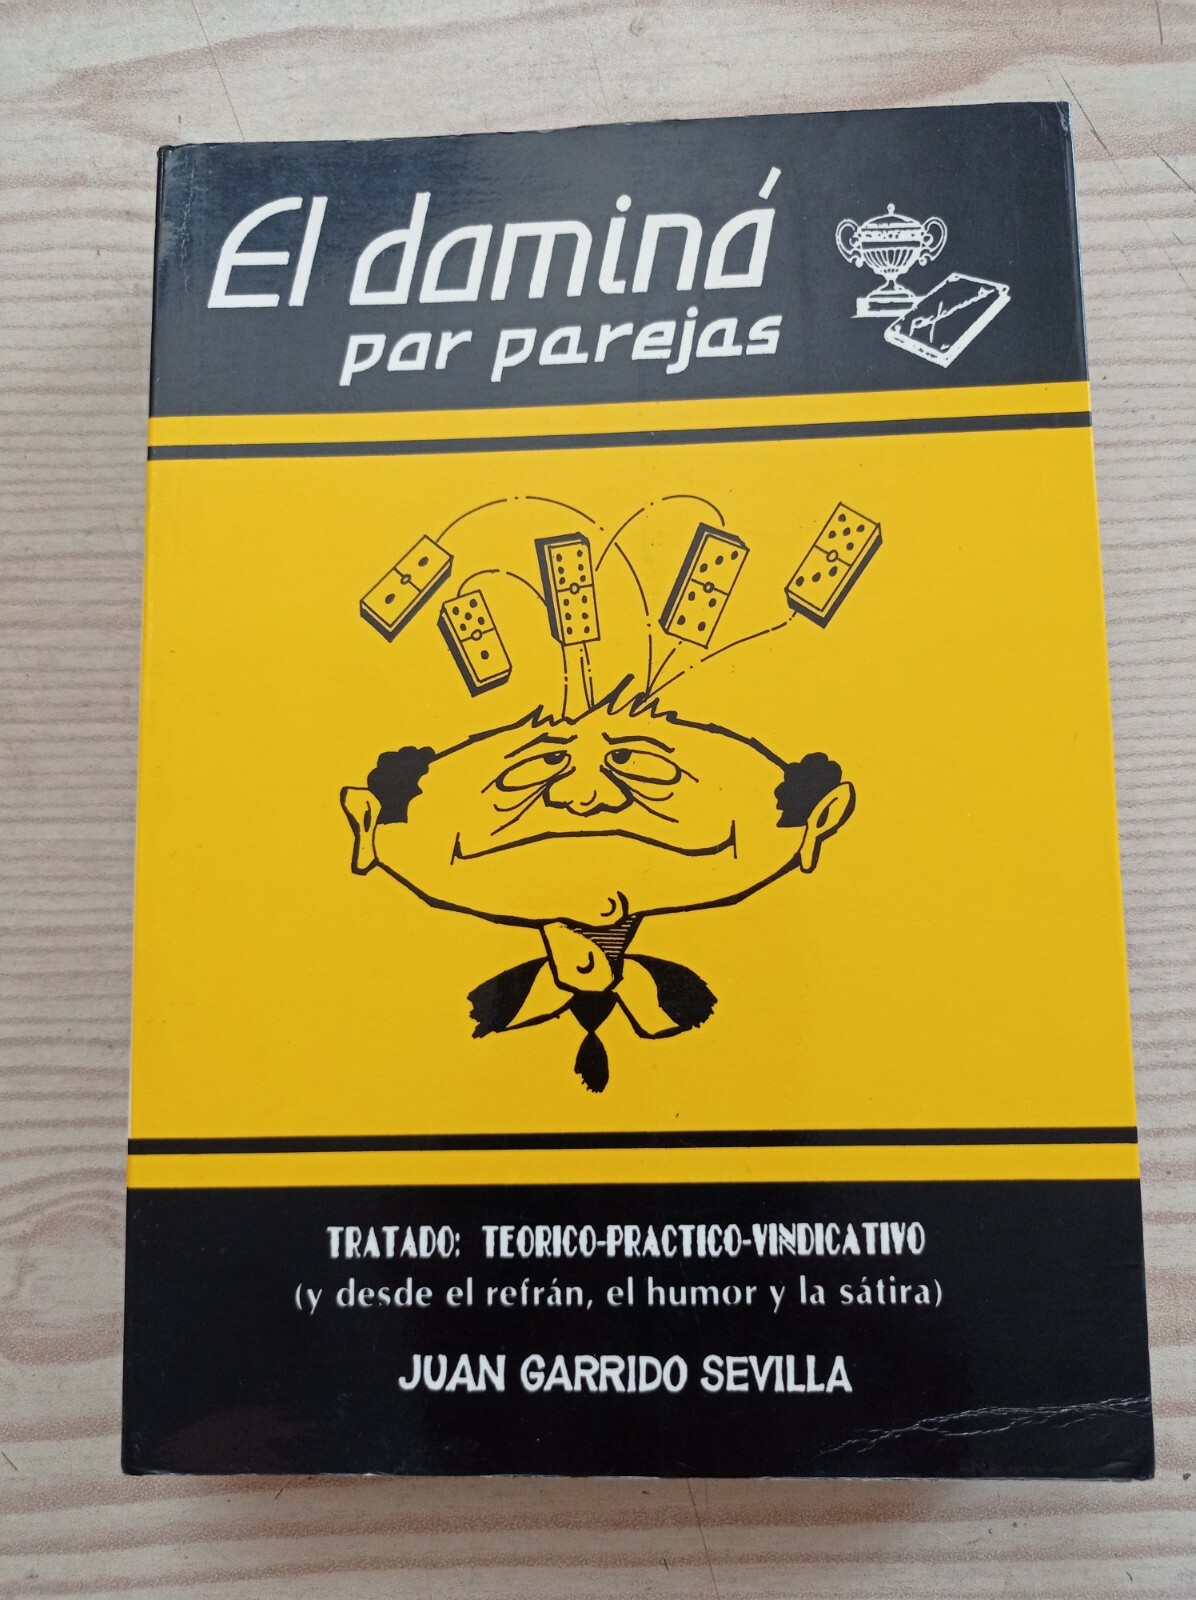 El dominó
por parejas
TRATADO: TEORICO-PRACTICO-VINDICATIVO
(y desde el refrán, el humor y la sátira)
JUAN GARRIDO SEVILLA